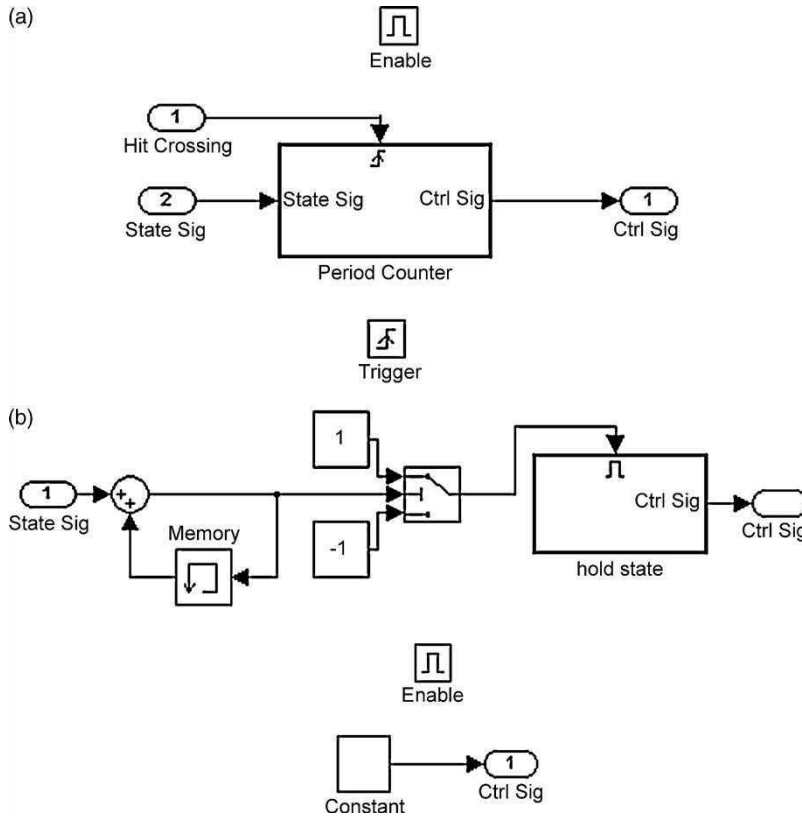 (a)
Enable
1
Hit Crossing
2
State Sig
State Sig
Ctrl Sig
Period Counter
1
Ctrl Sig
Trigger
(b)
1
1
State Sig
+
+
Memory
-1
Ctrl Sig
hold state
Ctrl Sig
Enable
Constant
1
Ctrl Sig